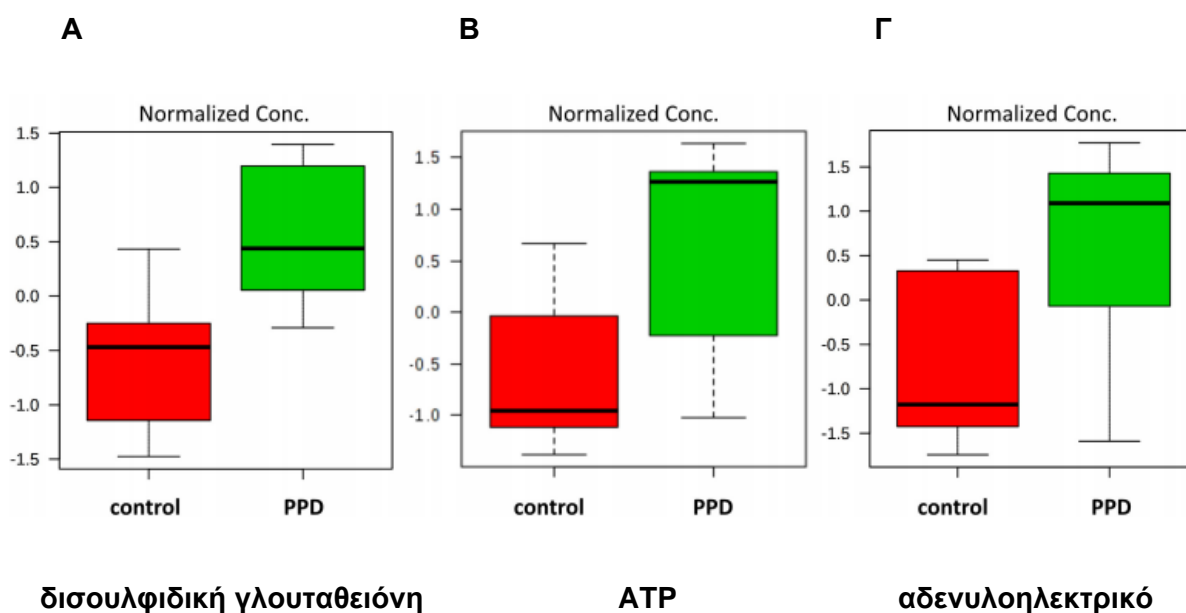 Α Β Γ
Normalized Conc. Normalized Conc. Normalized Conc.
1.5 1.0 0.5 0.0 -0.5 -1.0 -1.5
1.5 1.0 0.5 0.0 -0.5 -1.0
1.5 1.0 0.5 0.0 -0.5 -1.0 -1.5
control PPD control PPD control PPD
δισουλφιδική γλουταθειόνη ATP αδενυλοηλεκτρικό